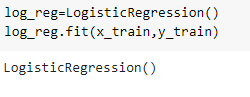 log_reg=LogisticRegression()
log_reg.fit(x_train,y_train)
LogisticRegression()